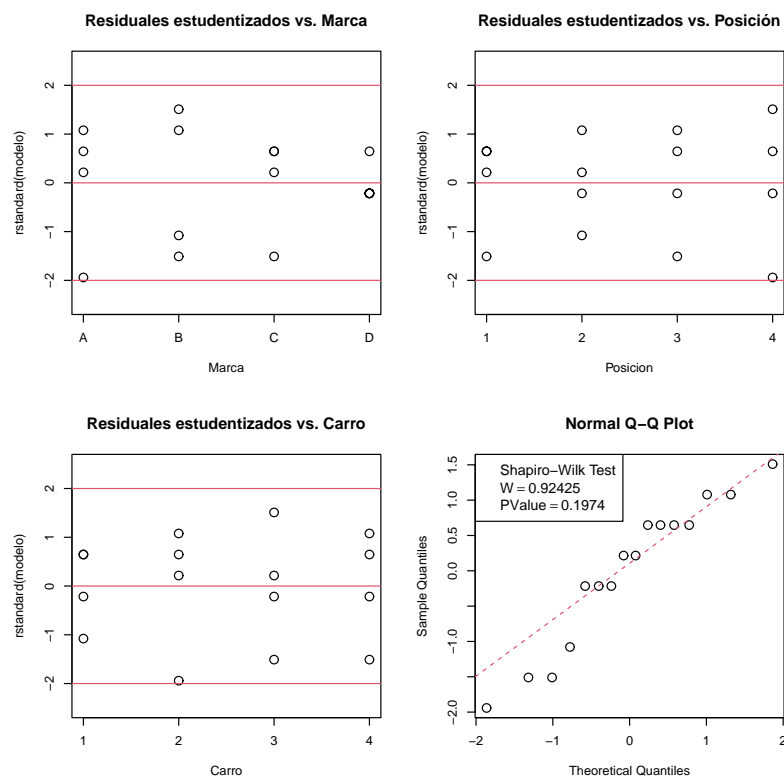 Residuales estudentizados vs. Marca
rstandard(modelo)
2
1
0
−1
−2
A B C D
Marca
Residuales estudentizados vs. Posición
rstandard(modelo)
2
1
0
−1
−2
1 2 3 4
Posicion
Residuales estudentizados vs. Carro
rstandard(modelo)
2
1
0
−1
−2
1 2 3 4
Carro
Normal Q−Q Plot
Shapiro−Wilk Test
W = 0.92425
PValue = 0.1974
Sample Quantiles
1.5
1.0
0.5
0.0
−1.0
−2.0
−2 −1 0 1 2
Theoretical Quantiles